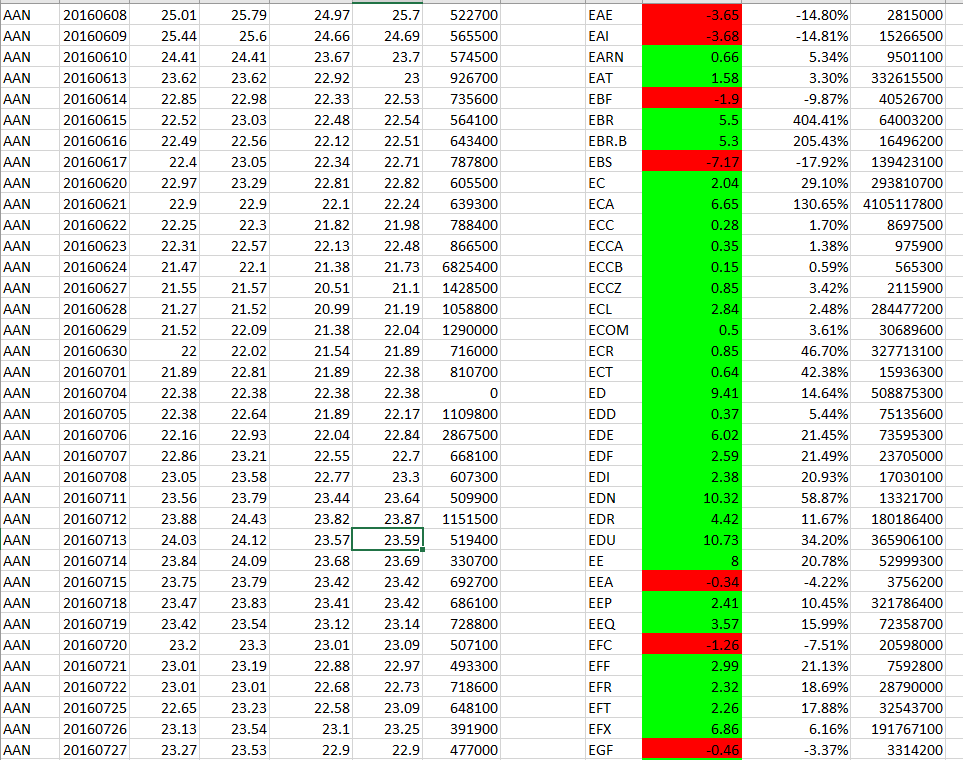 AAN 20160608 25.01 25.79 24.97 25.7 522700 EAE -3.65 -14.80% 2815000
AAN 20160609 25.44 25.6 24.66 24.69 565500 EAI -3.68 -14.81% 15266500
AAN 20160610 24.41 24.41 23.67 23.7 574500 EARN 0.66 5.34% 9501100
AAN 20160613 23.62 23.62 22.92 23 926700 EAT 1.58 3.30% 332615500
AAN 20160614 22.85 22.98 22.33 22.53 735600 EBF -1.9 -9.87% 40526700
AAN 20160615 22.52 23.03 22.48 22.54 564100 EBR 5.5 404.41% 64003200
AAN 20160616 22.49 22.56 22.12 22.51 643400 EBR.B 5.3 205.43% 16496200
AAN 20160617 22.4 23.05 22.34 22.71 787800 EBS -7.17 -17.92% 139423100
AAN 20160620 22.97 23.29 22.81 22.82 605500 EC 2.04 29.10% 293810700
AAN 20160621 22.9 22.9 22.1 22.24 639300 ECA 6.65 130.65% 4105117800
AAN 20160622 22.25 22.3 21.82 21.98 788400 ECC 0.28 1.70% 8697500
AAN 20160623 22.31 22.57 22.13 22.48 866500 ECCA 0.35 1.38% 975900
AAN 20160624 21.47 22.1 21.38 21.73 6825400 ECCB 0.15 0.59% 565300
AAN 20160627 21.55 21.57 20.51 21.1 1428500 ECCZ 0.85 3.42% 2115900
AAN 20160628 21.27 21.52 20.99 21.19 1058800 ECL 2.84 2.48% 284477200
AAN 20160629 21.52 22.09 21.38 22.04 1290000 ECOM 0.5 3.61% 30689600
AAN 20160630 22 22.02 21.54 21.89 716000 ECR 0.85 46.70% 327713100
AAN 20160701 21.89 22.81 21.89 22.38 810700 ECT 0.64 42.38% 15936300
AAN 20160704 22.38 22.38 22.38 22.38 0 ED 9.41 14.64% 508875300
AAN 20160705 22.38 22.64 21.89 22.17 1109800 EDD 0.37 5.44% 75135600
AAN 20160706 22.16 22.93 22.04 22.84 2867500 EDE 6.02 21.45% 73595300
AAN 20160707 22.86 23.21 22.55 22.7 668100 EDF 2.59 21.49% 23705000
AAN 20160708 23.05 23.58 22.77 23.3 607300 EDI 2.38 20.93% 17030100
AAN 20160711 23.56 23.79 23.44 23.64 509900 EDN 10.32 58.87% 13321700
AAN 20160712 23.88 24.43 23.82 23.87 1151500 EDR 4.42 11.67% 180186400
AAN 20160713 24.03 24.12 23.57 23.59 519400 EDU 10.73 34.20% 365906100
AAN 20160714 23.84 24.09 23.68 23.69 330700 EE 8 20.78% 52999300
AAN 20160715 23.75 23.79 23.42 23.42 692700 EEA -0.34 -4.22% 3756200
AAN 20160718 23.47 23.83 23.41 23.42 686100 EEP 2.41 10.45% 321786400
AAN 20160719 23.42 23.54 23.12 23.14 728800 EEQ 3.57 15.99% 72358700
AAN 20160720 23.2 23.3 23.01 23.09 507100 EFC -1.26 -7.51% 20598000
AAN 20160721 23.01 23.19 22.88 22.97 493300 EFF 2.99 21.13% 7592800
AAN 20160722 23.01 23.01 22.68 22.73 718600 EFR 2.32 18.69% 28790000
AAN 20160725 22.65 23.23 22.58 23.09 648100 EFT 2.26 17.88% 32543700
AAN 20160726 23.13 23.54 23.1 23.25 391900 EFX 6.86 6.16% 191767100
AAN 20160727 23.27 23.53 22.9 22.9 477000 EGF -0.46 -3.37% 3314200